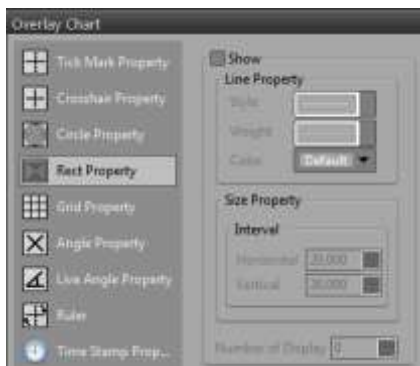 Overlay Chart
Tick Mark Property
Crosshair Property
Circle Property
Rect Property
Grid Property
Angle Property
Live Angle Property
Ruler
Time Stamp Prop...
Show
Line Property
Style
Weight
Color Default
Size Property
Interval
Horizontal 20.000
Vertical 20.000
Number of Display 0